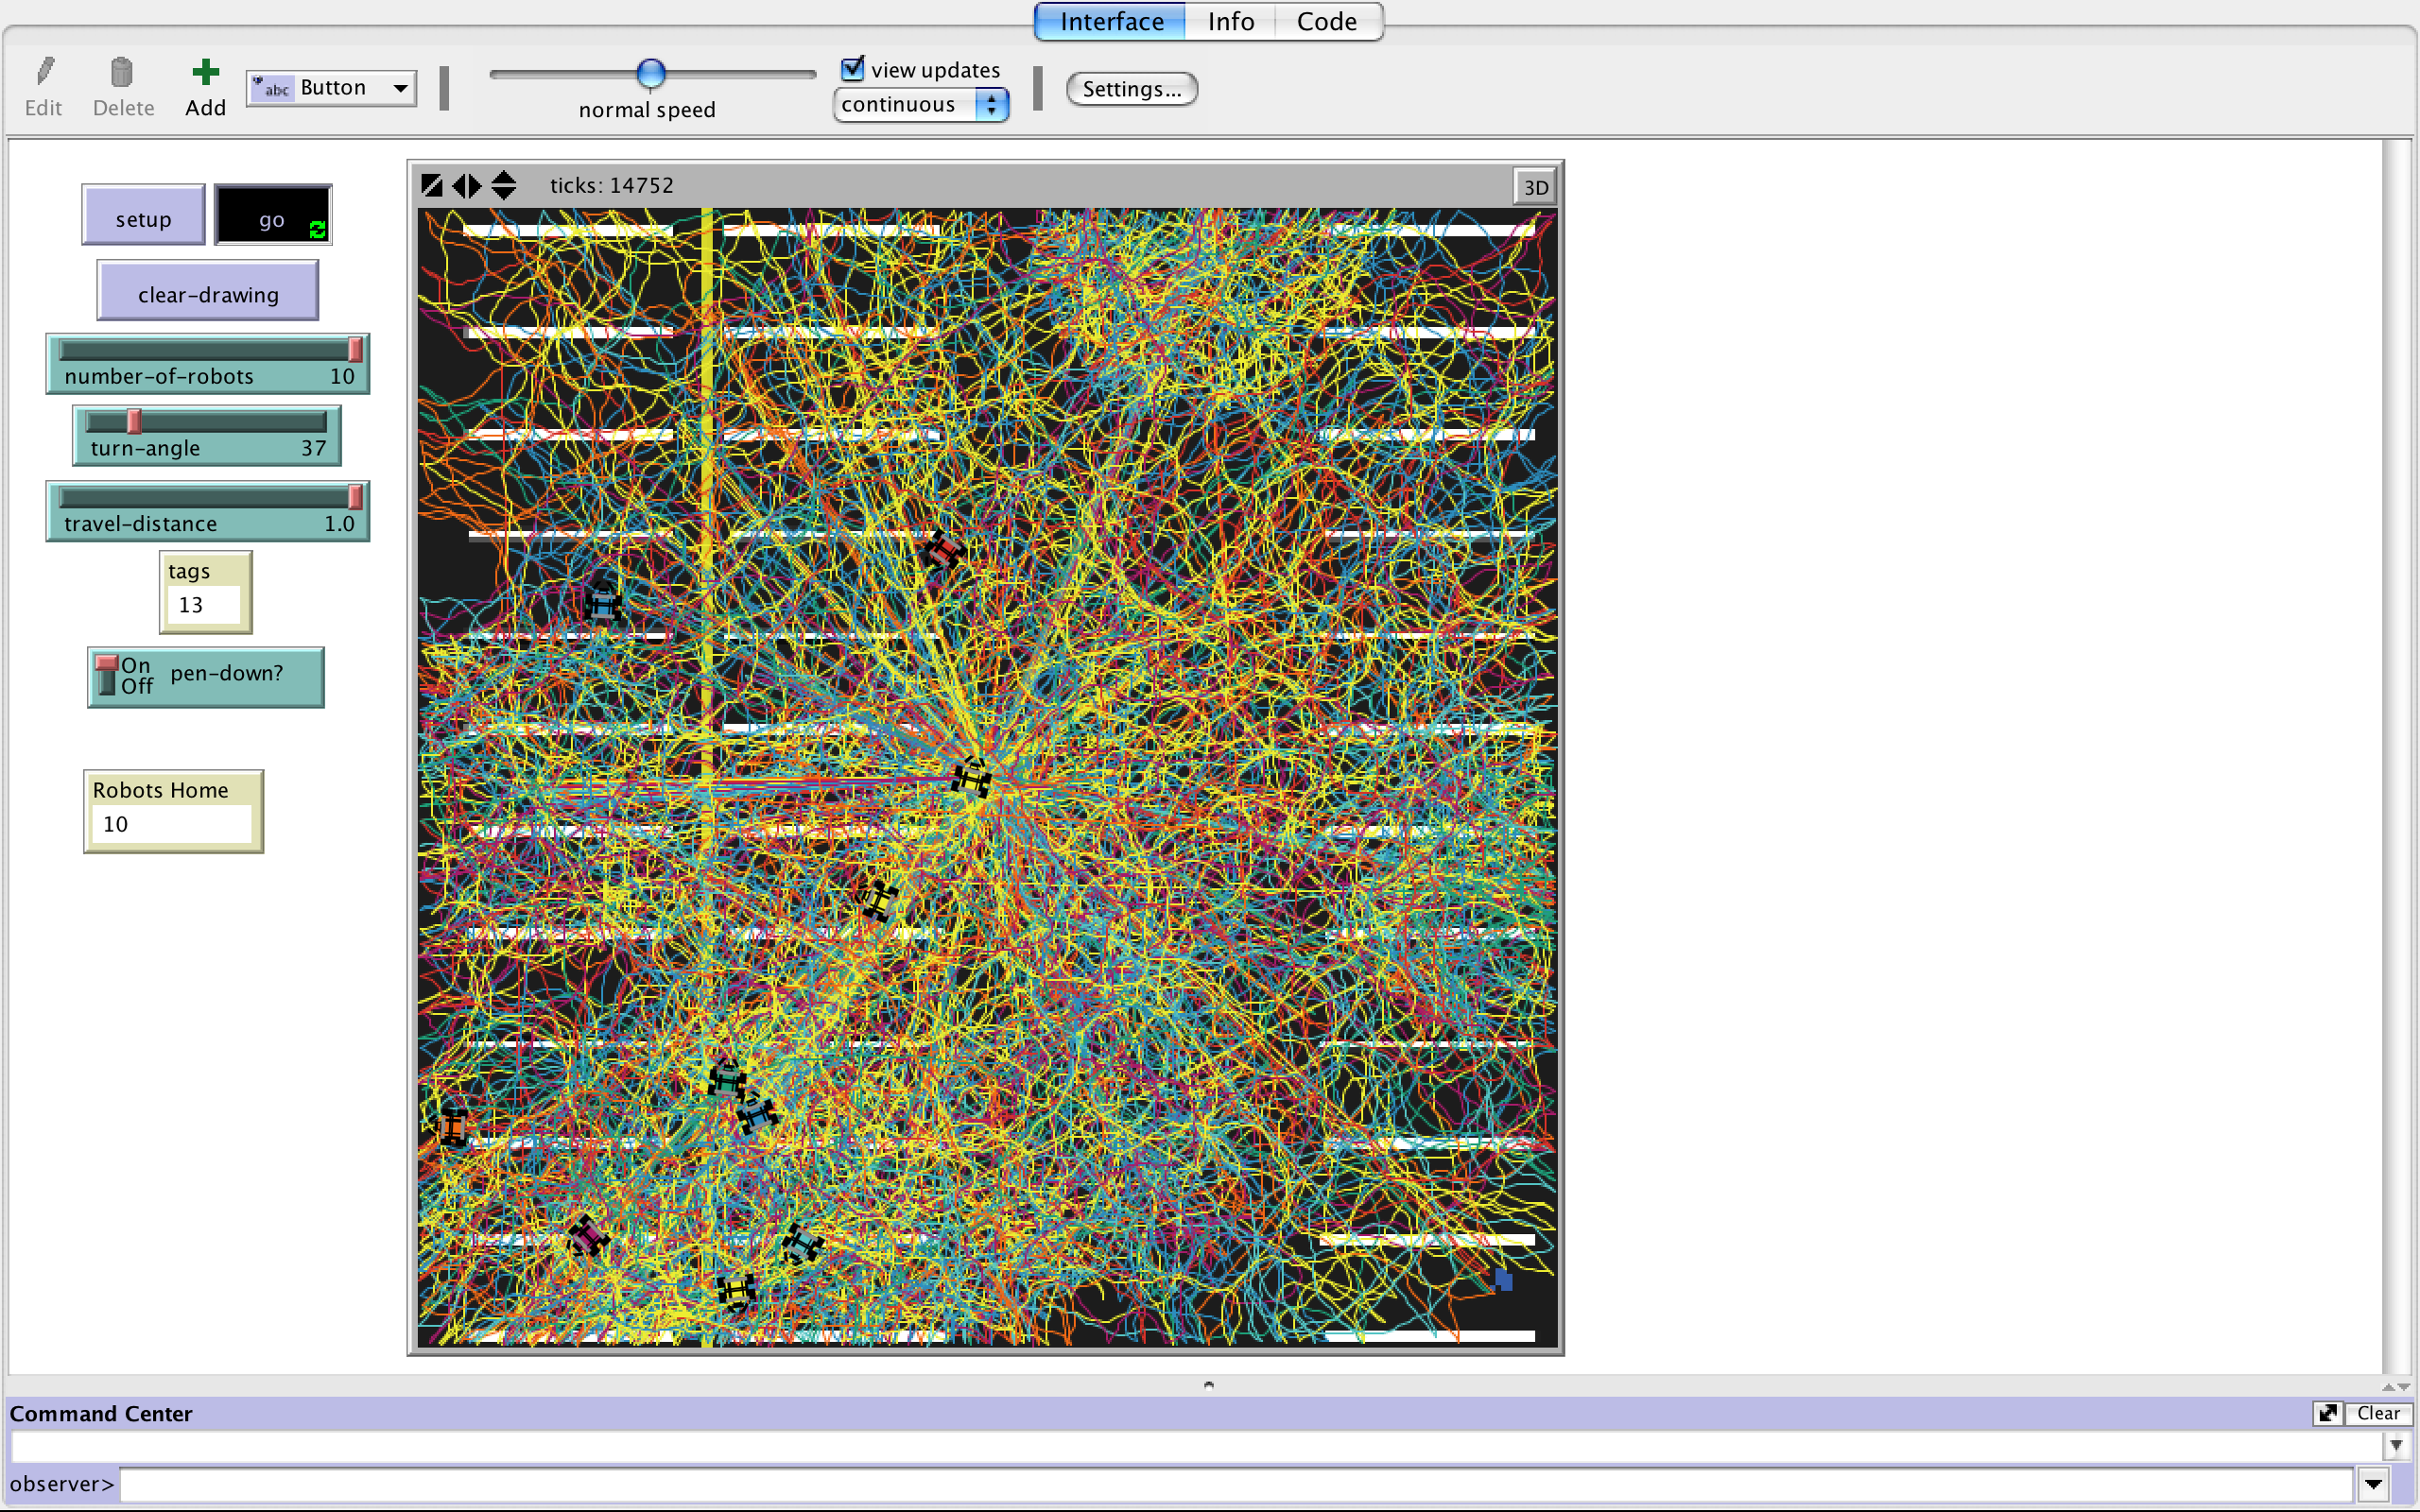 Interface Info Code
Edit Delete Add abc Button normal speed view updates continuous Settings...
ticks: 14752 3D
setup go
clear-drawing
number-of-robots 10
turn-angle 37
travel-distance 1.0
tags
13
On
Off pen-down?
Robots Home
10
Command Center Clear
observer>